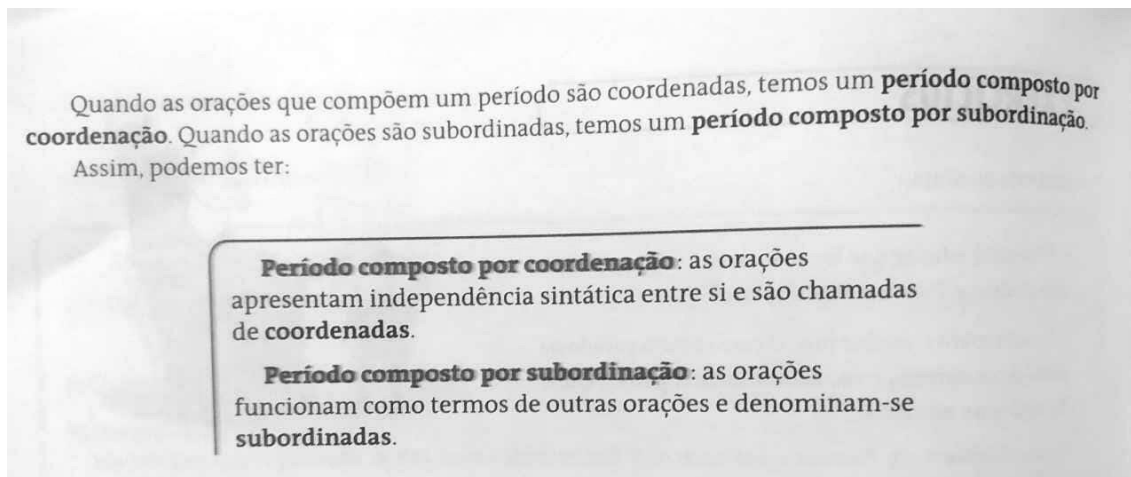 Quando as orações que compõem um período são coordenadas, temos um período composto por
coordenação. Quando as orações são subordinadas, temos um período composto por subordinação.
Assim, podemos ter:
Período composto por coordenação: as orações
apresentam independência sintática entre si e são chamadas
de coordenadas.
Período composto por subordinação: as orações
funcionam como termos de outras orações e denominam-se
subordinadas.